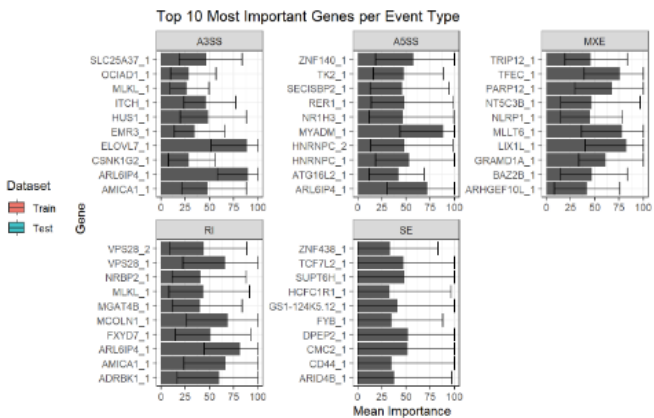 Top 10 Most Important Genes per Event Type
A3SS
SLC25A37_1
OCIAD1_1
MLKL_1
ITCH_1
HUS1_1
EMR3_1
ELOVL7_1
CSNK1G2_1
ARL6IP4_1
AMICA1_1
0 25 50 75 100
A5SS
ZNF140_1
TK2_1
SECISBP2_1
RER1_1
NR1H3_1
MYADM_1
HNRNPC_2
HNRNPC_1
ATG16L2_1
ARL6IP4_1
0 25 50 75 100
MXE
TRIP12_1
TFEC_1
PARP12_1
NT5C3B_1
NLRP1_1
MLLT6_1
LIX1L_1
GRAMD1A_1
BAZ2B_1
ARHGEF10L_1
0 25 50 75 100
Dataset
Train
Test
Gene
RI
VPS28_2
VPS28_1
NRBP2_1
MLKL_1
MGAT4B_1
MCOLN1_1
FXYD7_1
ARL6IP4_1
AMICA1_1
ADRBK1_1
0 25 50 75 100
SE
ZNF438_1
TCF7L2_1
SUPT6H_1
HCFC1R1_1
GS1-124K5.12_1
FYB_1
DPEP2_1
CMC2_1
CD44_1
ARID4B_1
0 25 50 75 100
Mean Importance